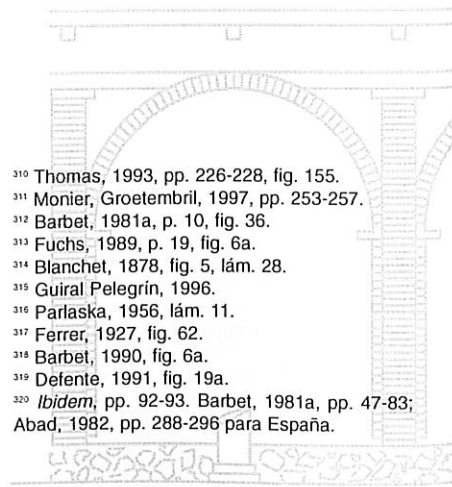 ³¹⁰ Thomas, 1993, pp. 226-228, fig. 155.
³¹¹ Monier, Groetembril, 1997, pp. 253-257.
³¹² Barbet, 1981a, p. 10, fig. 36.
³¹³ Fuchs, 1989, p. 19, fig. 6a.
³¹⁴ Blanchet, 1878, fig. 5, lám. 28.
³¹⁵ Guiral Pelegrín, 1996.
³¹⁶ Parlaska, 1956, lám. 11.
³¹⁷ Ferrer, 1927, fig. 62.
³¹⁸ Barbet, 1990, fig. 6a.
³¹⁹ Defente, 1991, fig. 19a.
³²⁰ Ibidem, pp. 92-93. Barbet, 1981a, pp. 47-83;
Abad, 1982, pp. 288-296 para España.